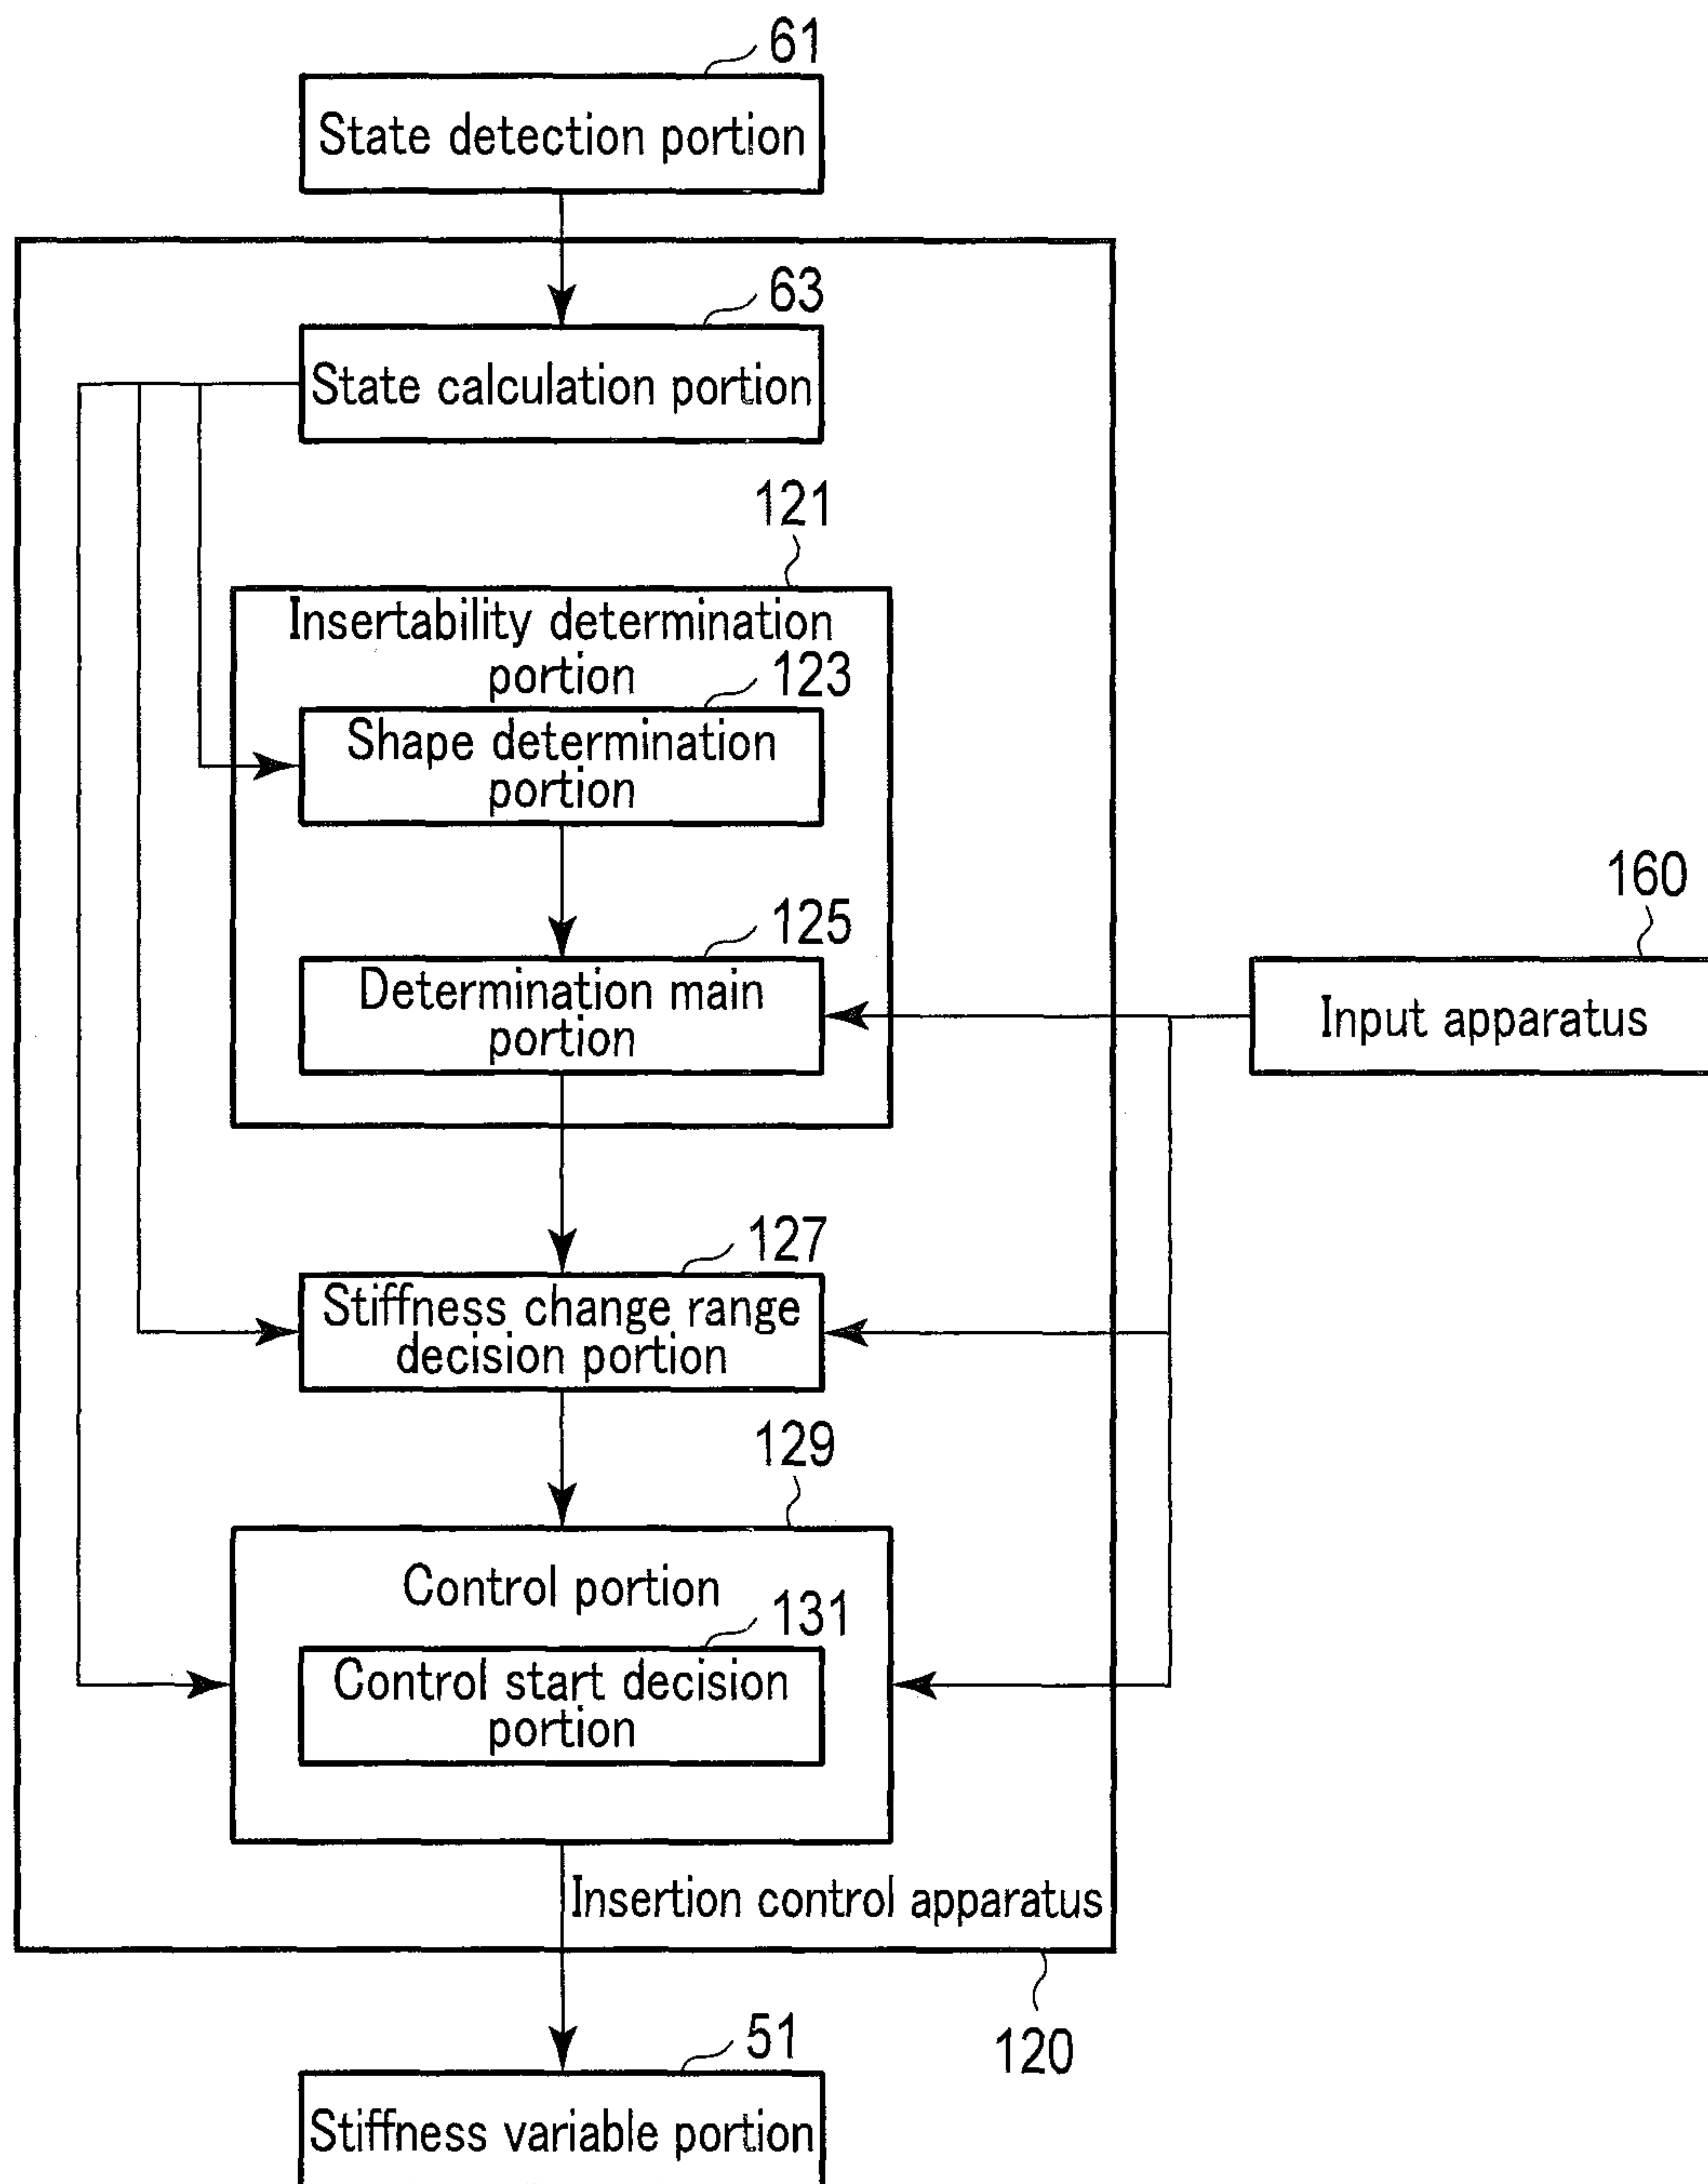 61
State detection portion
63
State calculation portion
121
Insertability determination
portion
123
Shape determination
portion
125
Determination main
portion
160
Input apparatus
127
Stiffness change range
decision portion
129
Control portion
131
Control start decision
portion
Insertion control apparatus
120
51
Stiffness variable portion